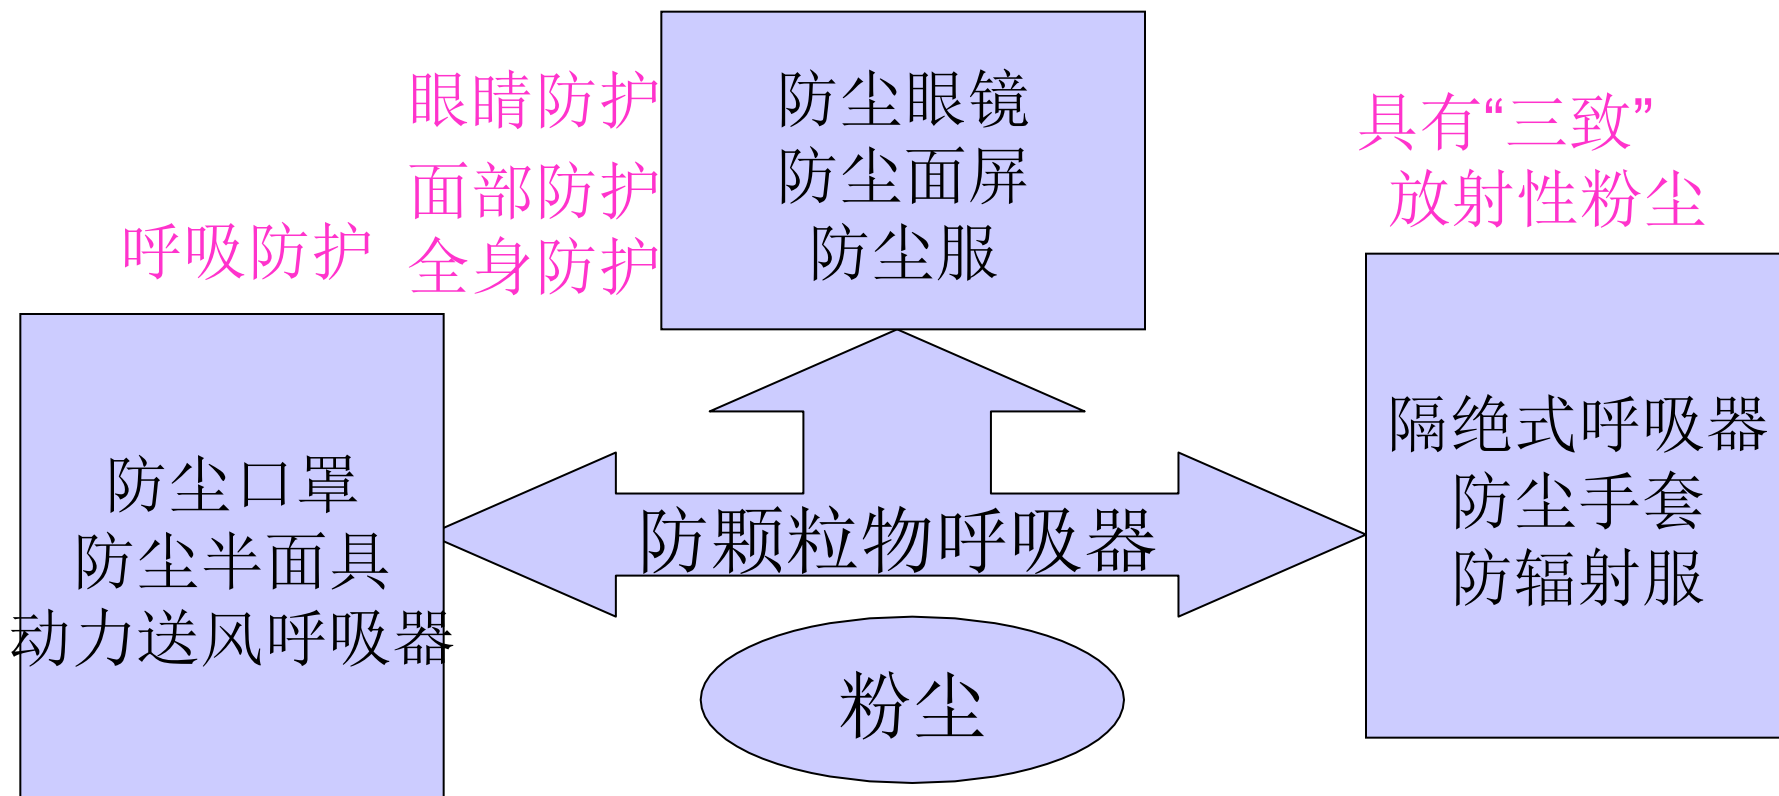 眼睛防护
面部防护
全身防护
防尘眼镜
防尘面屏
防尘服
具有“三致”
放射性粉尘
呼吸防护
防尘口罩
防尘半面具
动力送风呼吸器
防颗粒物呼吸器
隔绝式呼吸器
防尘手套
防辐射服
粉尘